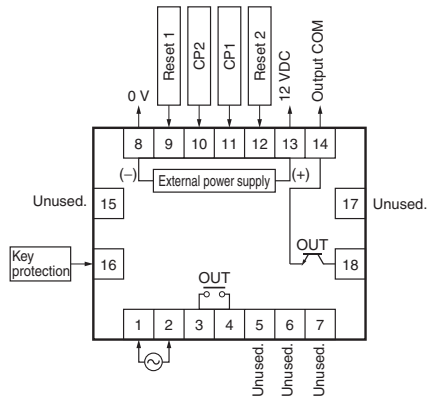 Reset 1
CP2
CP1
Reset 2
0 V
12 VDC
Output COM
8 9 10 11 12 13 14
(−) External power supply (+)
Unused. 15
17 Unused.
Key
protection
16
OUT
18
OUT
1 2 3 4 5 6 7
Unused.
Unused.
Unused.